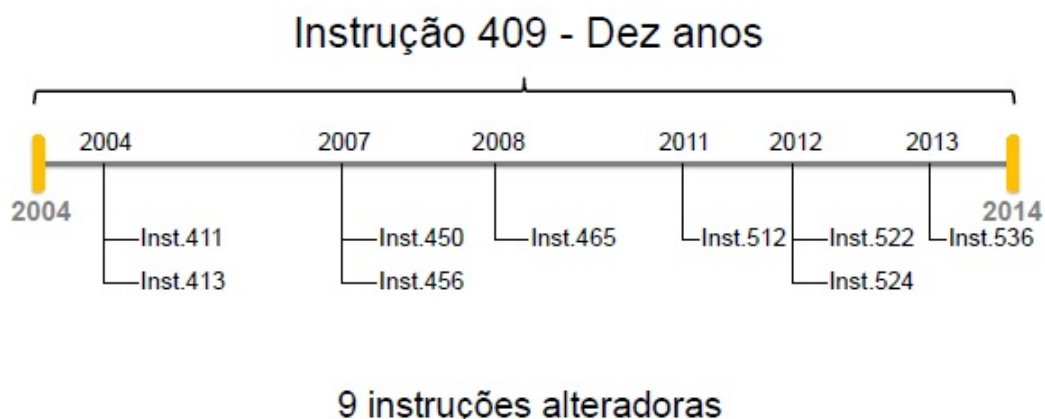 Instrução 409 - Dez anos
2004 2007 2008 2011 2012 2013
2004 2014
Inst.411 Inst.450 Inst.465 Inst.512 Inst.522 Inst.536
Inst.413 Inst.456 Inst.524
9 instruções alteradoras